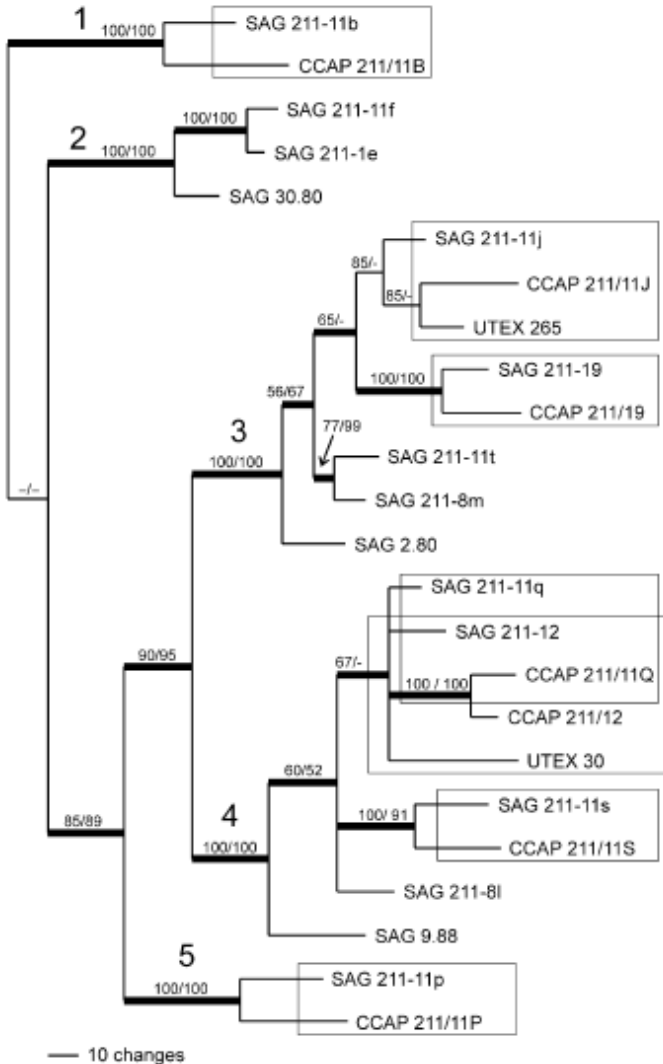 1
100/100
SAG 211-11b
CCAP 211/11B
2
100/100
100/100
SAG 211-11f
SAG 211-1e
SAG 30.80
SAG 211-11j
85/-
CCAP 211/11J
85/-
UTEX 265
65/-
SAG 211-19
100/100
CCAP 211/19
56/67
3
77/99
100/100
SAG 211-11t
SAG 211-8m
–/–
SAG 2.80
SAG 211-11q
SAG 211-12
90/95
67/-
CCAP 211/11Q
100 / 100
CCAP 211/12
UTEX 30
60/52
SAG 211-11s
85/89
4
100/ 91
100/100
CCAP 211/11S
SAG 211-8l
SAG 9.88
5
SAG 211-11p
100/100
CCAP 211/11P
10 changes